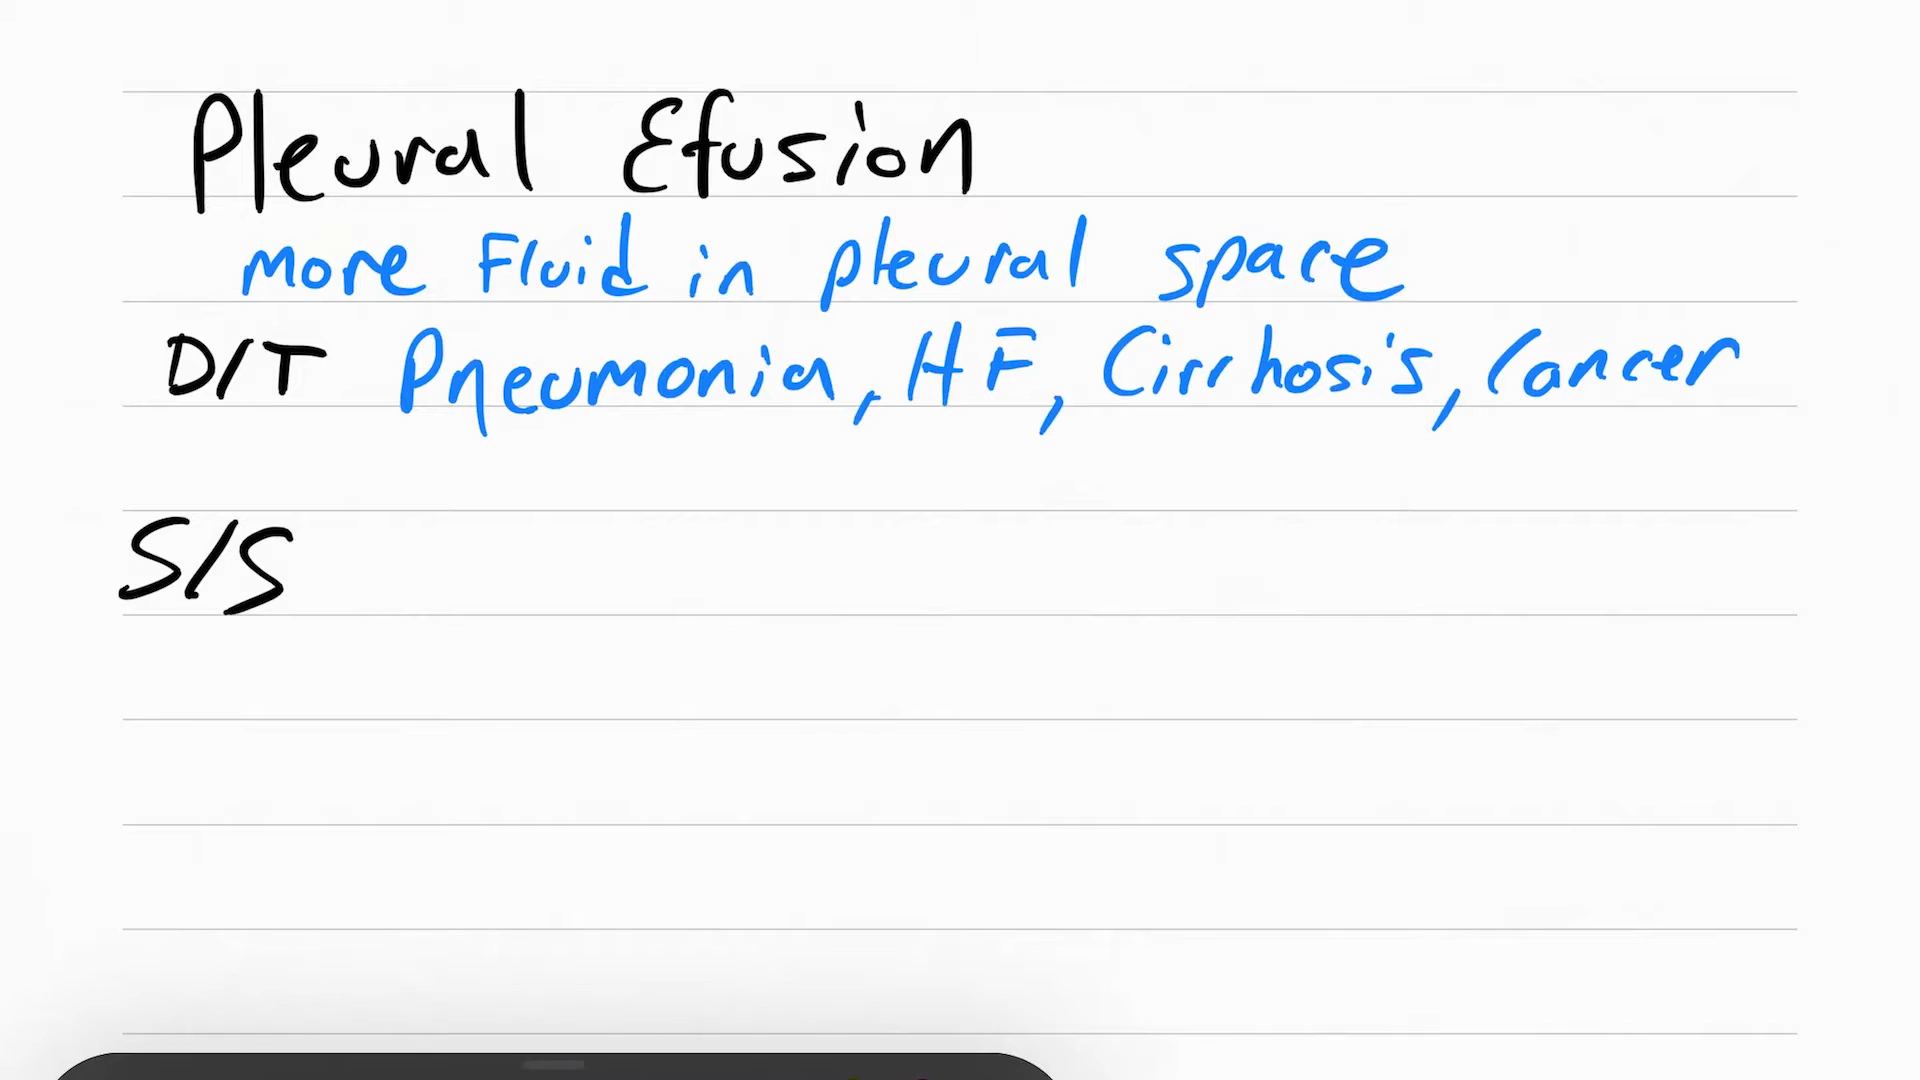 Pleural Efusion
more Fluid in pleural space
D/T Pneumonia, HF, Cirrhosis, Cancer
S/S